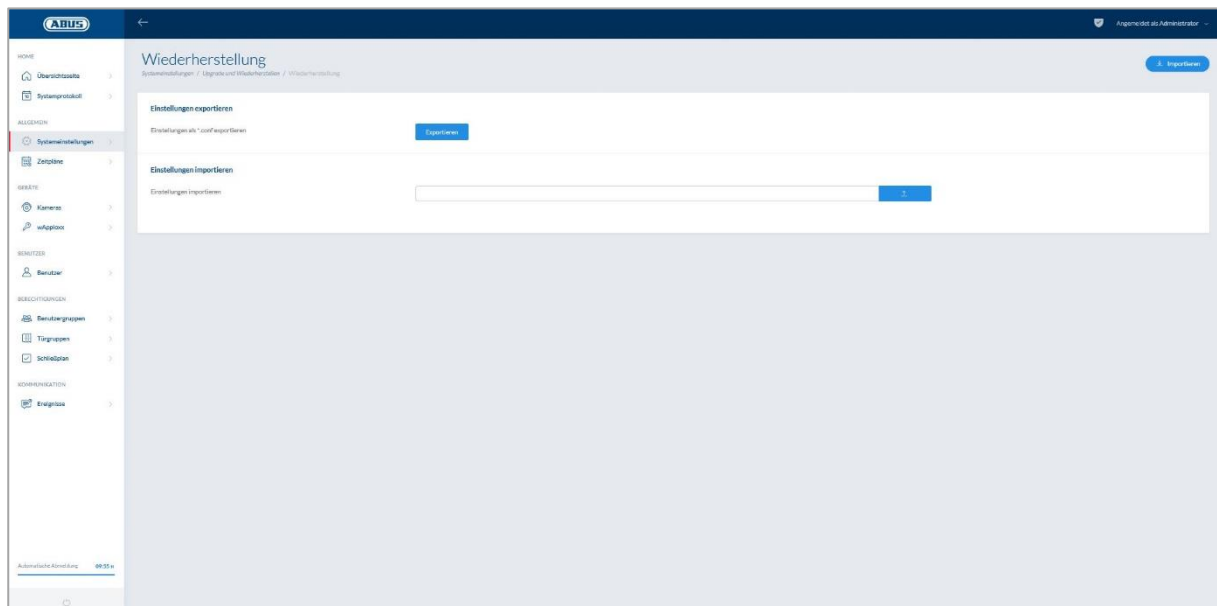 ABUS
Angemeldet als Administrator
HOME
Übersichtsseite
Systemprotokoll
ALLGEMEIN
Systemeinstellungen
Zeitpläne
GERÄTE
Kameras
wAppLoxx
BENUTZER
Benutzer
BERECHTIGUNGEN
Benutzergruppen
Türgruppen
Schließplan
KOMMUNIKATION
Ereignisse
Automatische Abmeldung 09:55
Wiederherstellung
Systemeinstellungen / Upgrade und Wiederherstellen / Wiederherstellung
Importieren
Einstellungen exportieren
Einstellungen als *.conf exportieren
Exportieren
Einstellungen importieren
Einstellungen importieren